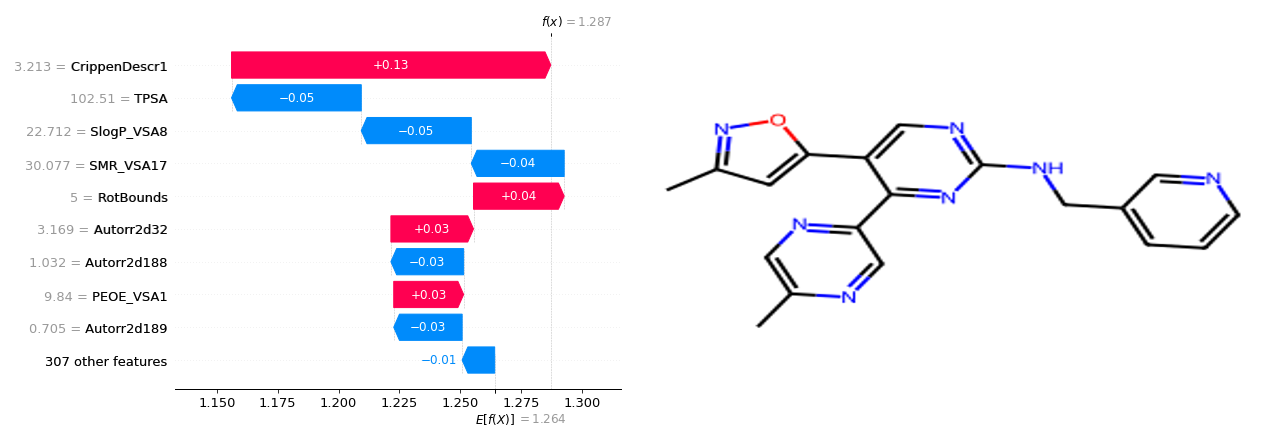 f(x) = 1.287
3.213 = CrippenDescr1
+0.13
102.51 = TPSA
−0.05
22.712 = SlogP_VSA8
−0.05
30.077 = SMR_VSA17
−0.04
5 = RotBounds
+0.04
3.169 = Autorr2d32
+0.03
1.032 = Autorr2d188
−0.03
9.84 = PEOE_VSA1
+0.03
0.705 = Autorr2d189
−0.03
307 other features
−0.01
1.150 1.175 1.200 1.225 1.250 1.275 1.300
E[f(X)] = 1.264
N O N N NH N N N